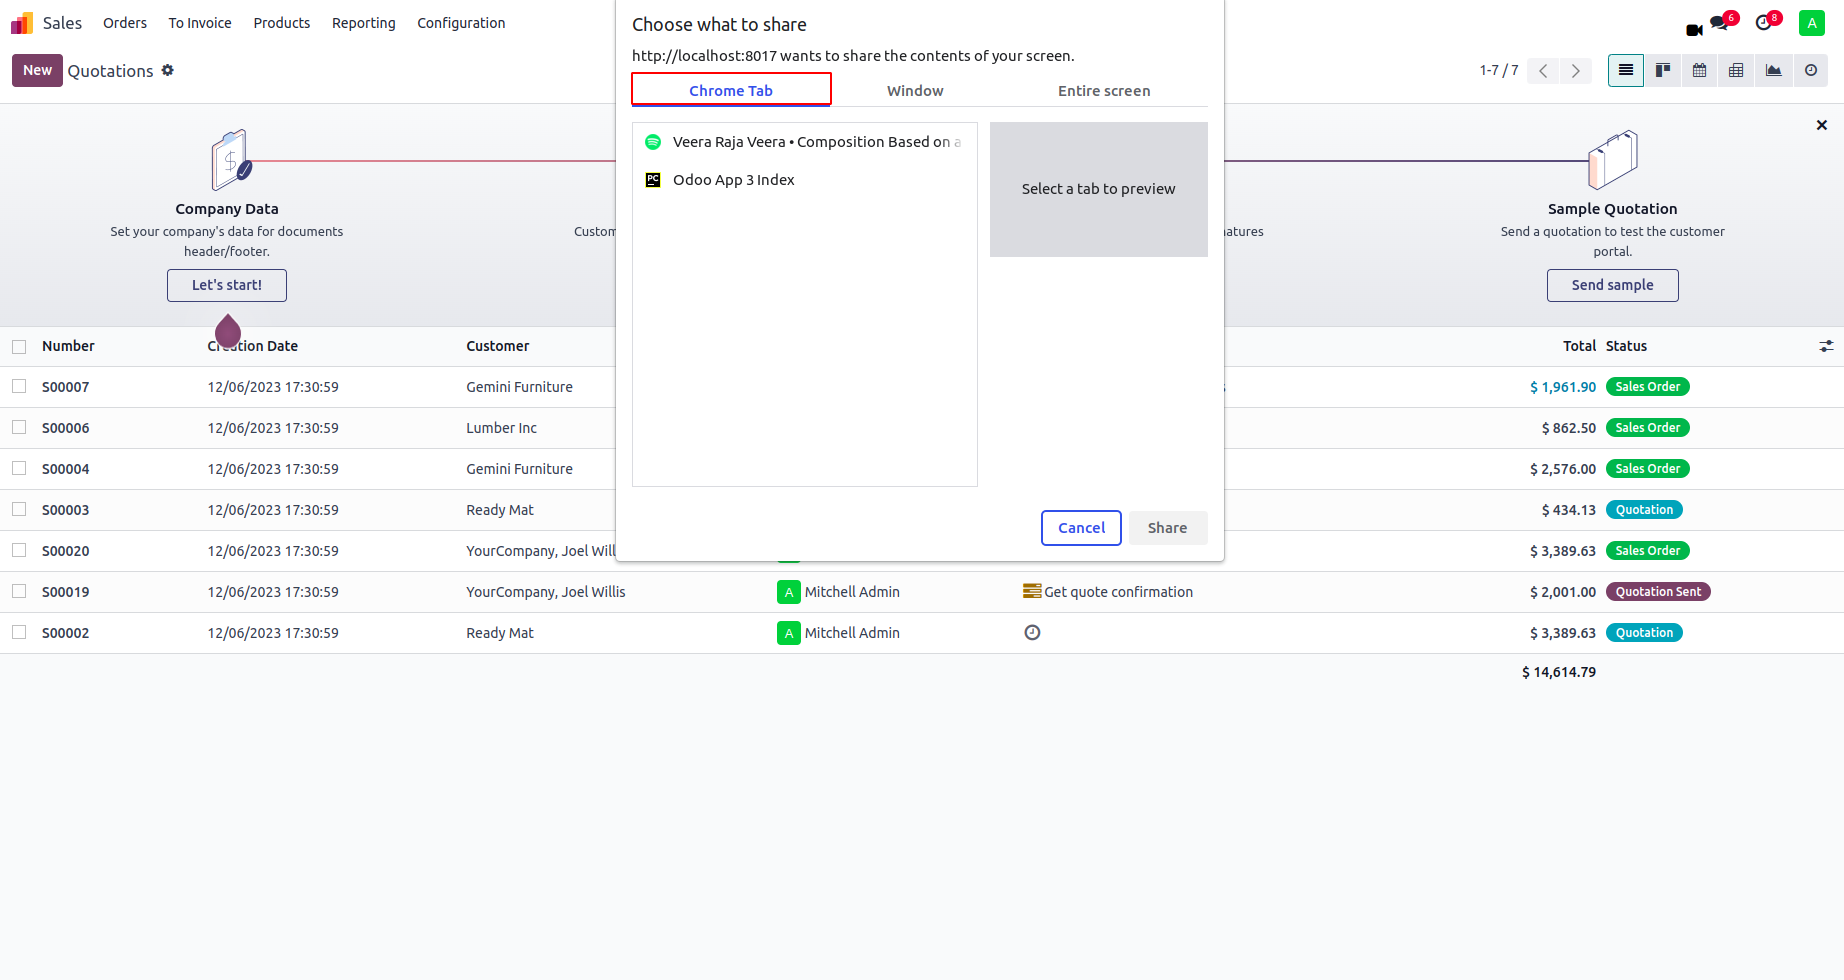 Sales Orders To Invoice Products Reporting Configuration 6 8 A
New Quotations 1-7 / 7
Choose what to share
http://localhost:8017 wants to share the contents of your screen.
Chrome Tab Window Entire screen
Veera Raja Veera • Composition Based on a
PC Odoo App 3 Index
Select a tab to preview
Cancel Share
Company Data
Set your company's data for documents
header/footer.
Let's start!
Custom
atures
Sample Quotation
Send a quotation to test the customer
portal.
Send sample
Number Creation Date Customer Total Status
S00007 12/06/2023 17:30:59 Gemini Furniture $ 1,961.90 Sales Order
S00006 12/06/2023 17:30:59 Lumber Inc $ 862.50 Sales Order
S00004 12/06/2023 17:30:59 Gemini Furniture $ 2,576.00 Sales Order
S00003 12/06/2023 17:30:59 Ready Mat $ 434.13 Quotation
S00020 12/06/2023 17:30:59 YourCompany, Joel Will $ 3,389.63 Sales Order
S00019 12/06/2023 17:30:59 YourCompany, Joel Willis A Mitchell Admin Get quote confirmation $ 2,001.00 Quotation Sent
S00002 12/06/2023 17:30:59 Ready Mat A Mitchell Admin $ 3,389.63 Quotation
$ 14,614.79